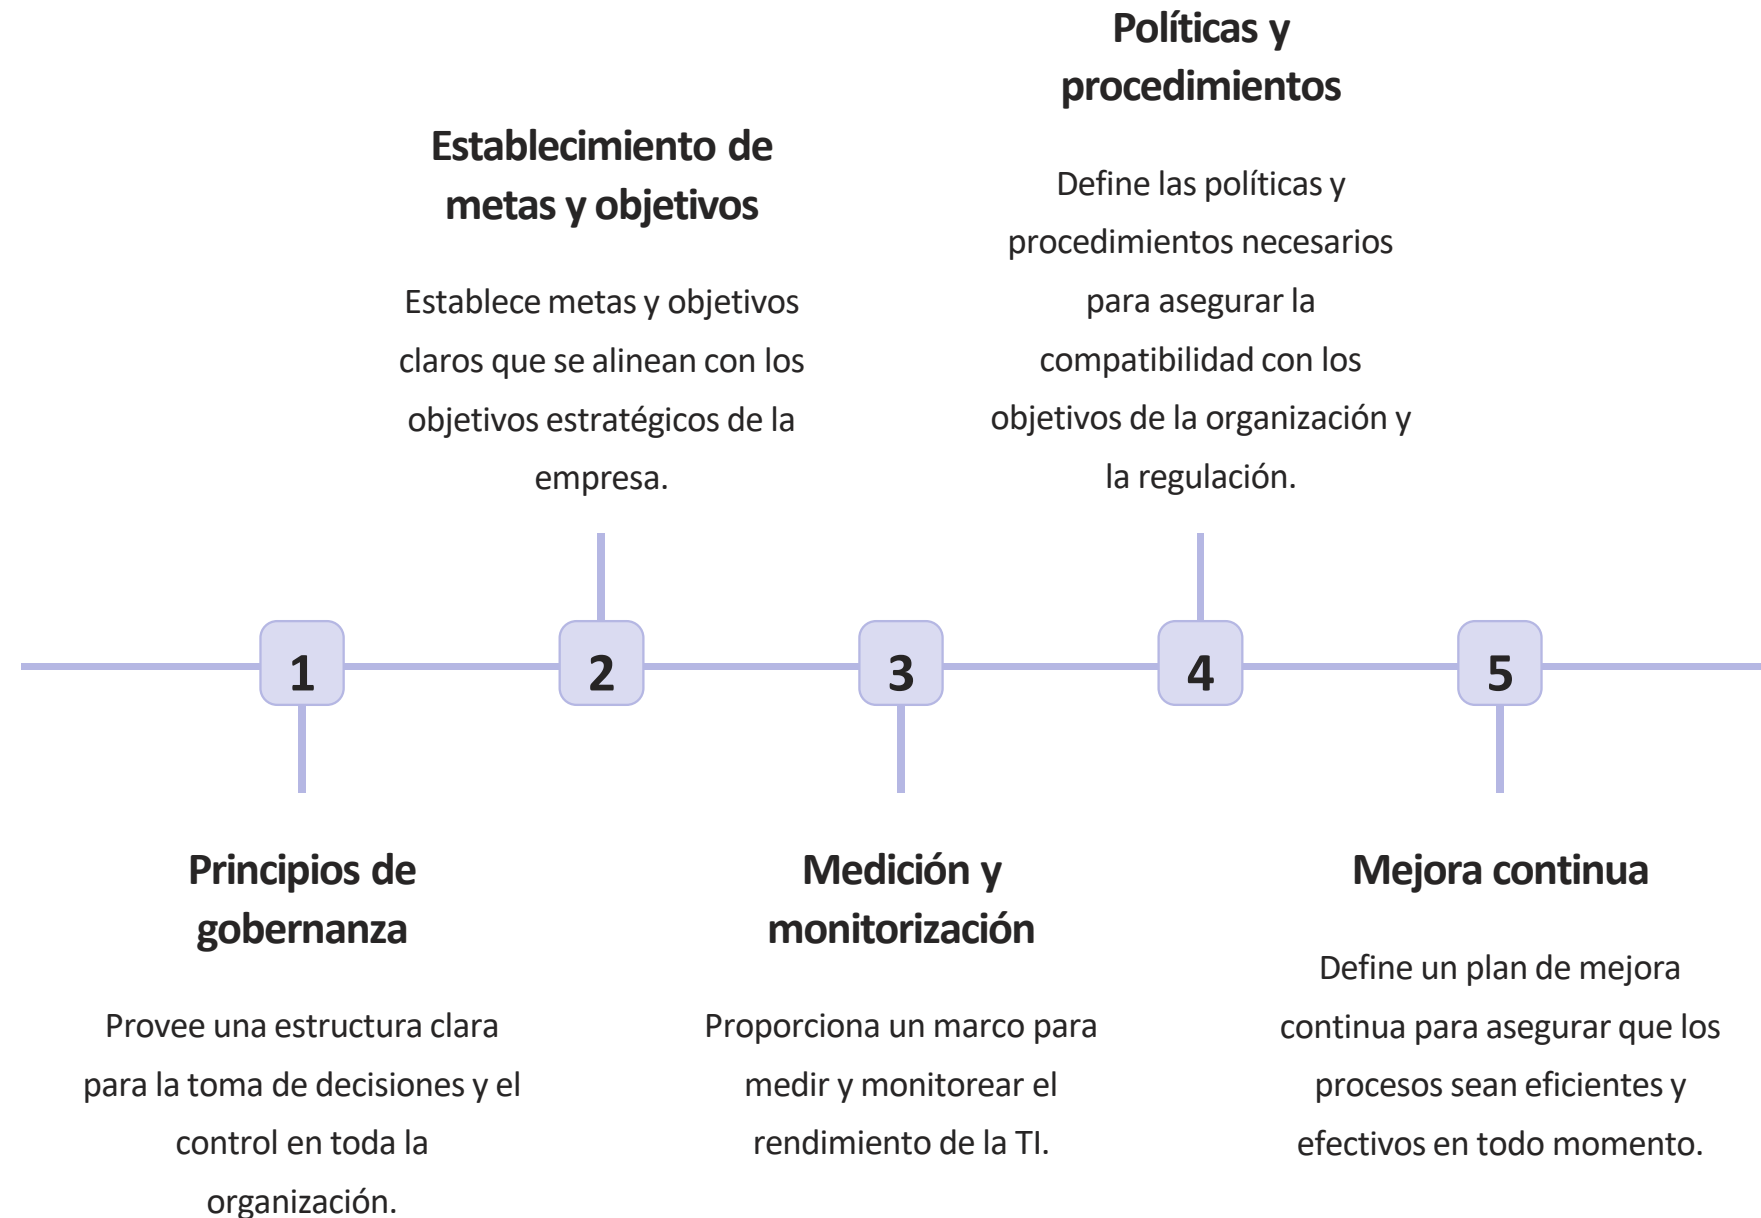 1
Principios de
gobernanza
Provee una estructura clara
para la toma de decisiones y el
control en toda la
organización.
2
Establecimiento de
metas y objetivos
Establece metas y objetivos
claros que se alinean con los
objetivos estratégicos de la
empresa.
3
Medición y
monitorización
Proporciona un marco para
medir y monitorear el
rendimiento de la TI.
4
Políticas y
procedimientos
Define las políticas y
procedimientos necesarios
para asegurar la
compatibilidad con los
objetivos de la organización y
la regulación.
5
Mejora continua
Define un plan de mejora
continua para asegurar que los
procesos sean eficientes y
efectivos en todo momento.